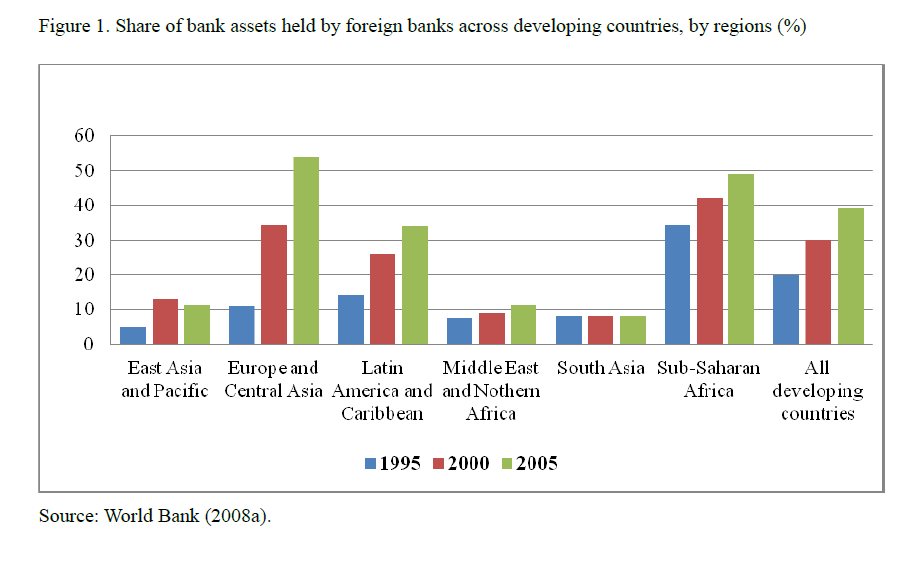 Figure 1. Share of bank assets held by foreign banks across developing countries, by regions (%)
60
50
40
30
20
10
0
East Asia and Pacific
Europe and Central Asia
Latin America and Caribbean
Middle East and Nothern Africa
South Asia
Sub-Saharan Africa
All developing countries
1995 2000 2005
Source: World Bank (2008a).